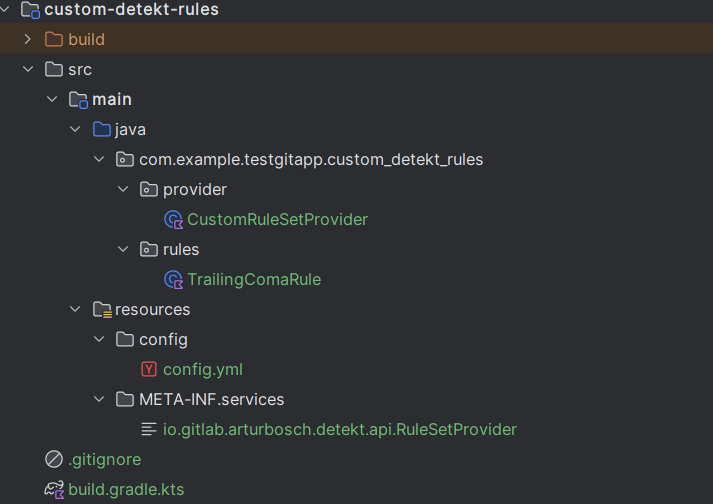 custom-detekt-rules
build
src
main
java
com.example.testgitapp.custom_detekt_rules
provider
CustomRuleSetProvider
rules
TrailingComaRule
resources
config
config.yml
META-INF.services
io.gitlab.arturbosch.detekt.api.RuleSetProvider
.gitignore
build.gradle.kts